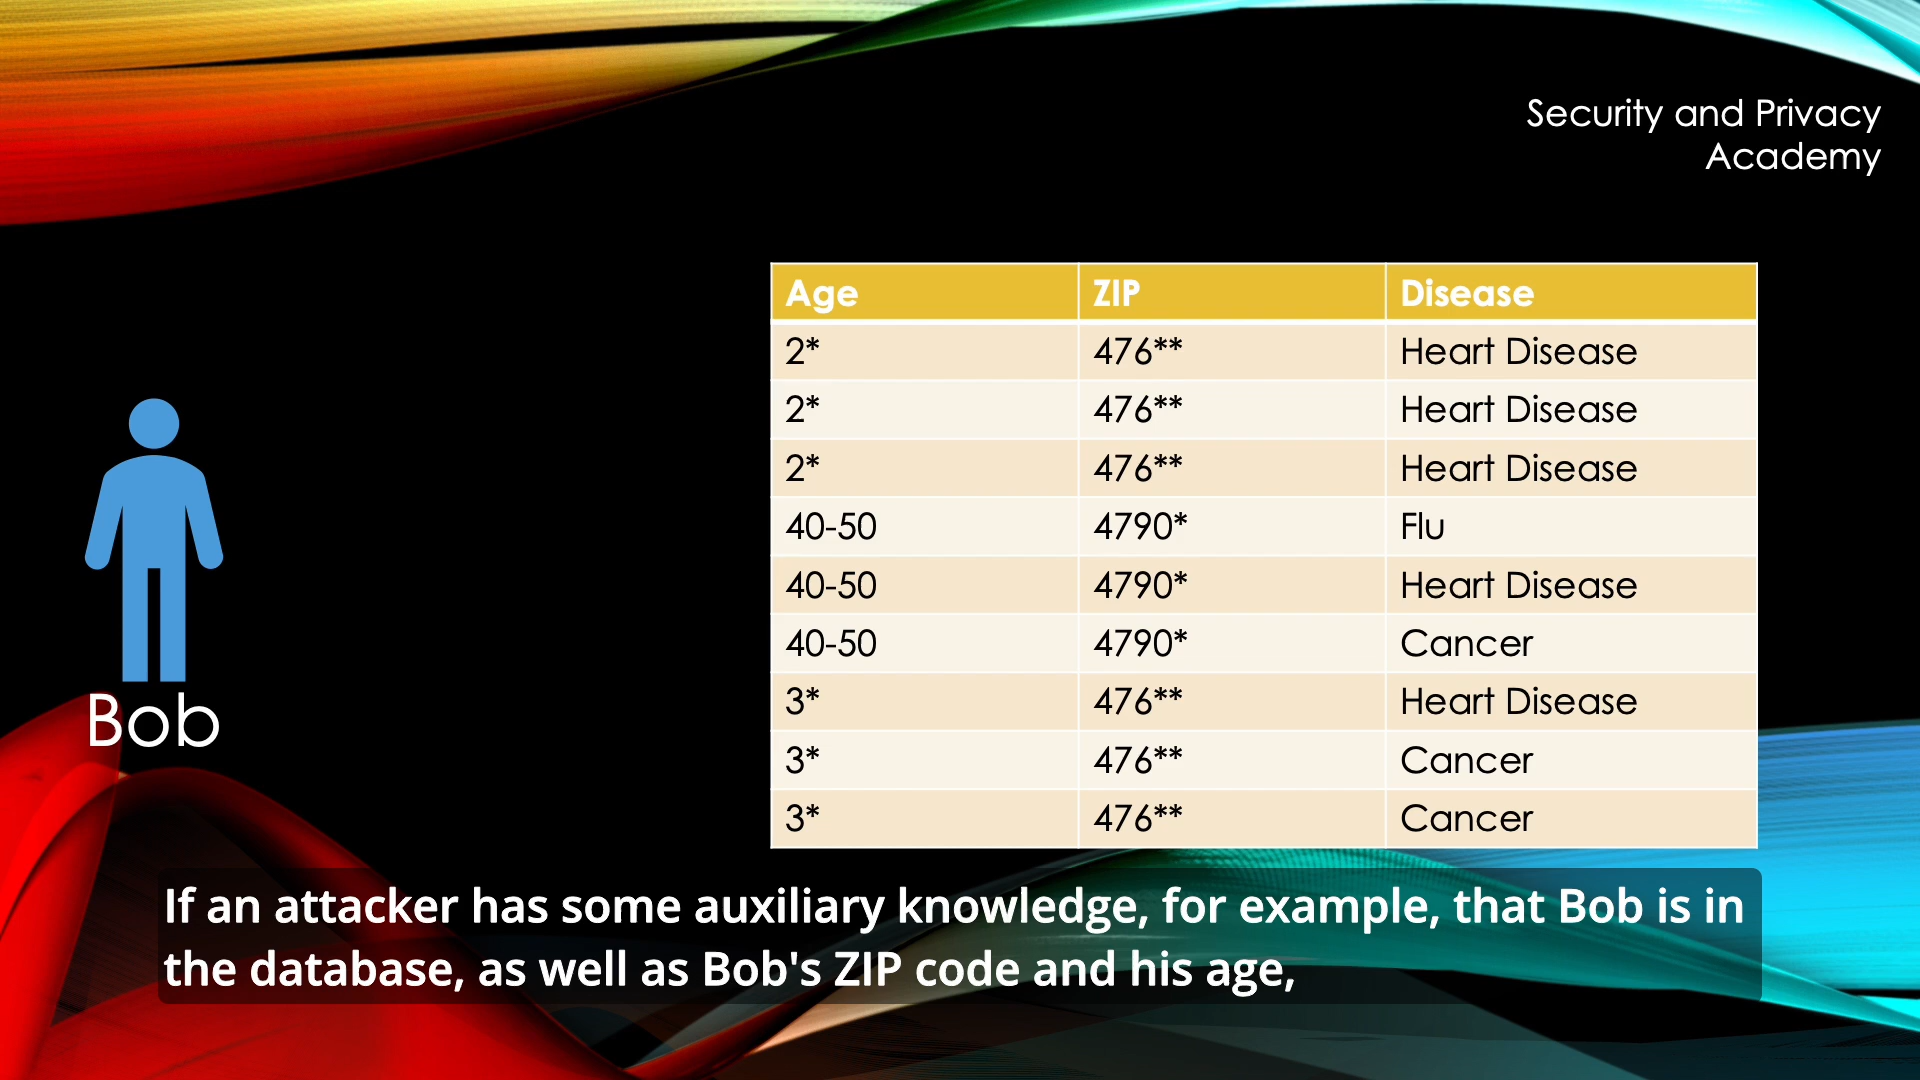 Security and Privacy
Academy
Age ZIP Disease
2* 476** Heart Disease
2* 476** Heart Disease
2* 476** Heart Disease
40-50 4790* Flu
40-50 4790* Heart Disease
40-50 4790* Cancer
3* 476** Heart Disease
3* 476** Cancer
3* 476** Cancer
Bob
If an attacker has some auxiliary knowledge, for example, that Bob is in
the database, as well as Bob's ZIP code and his age,